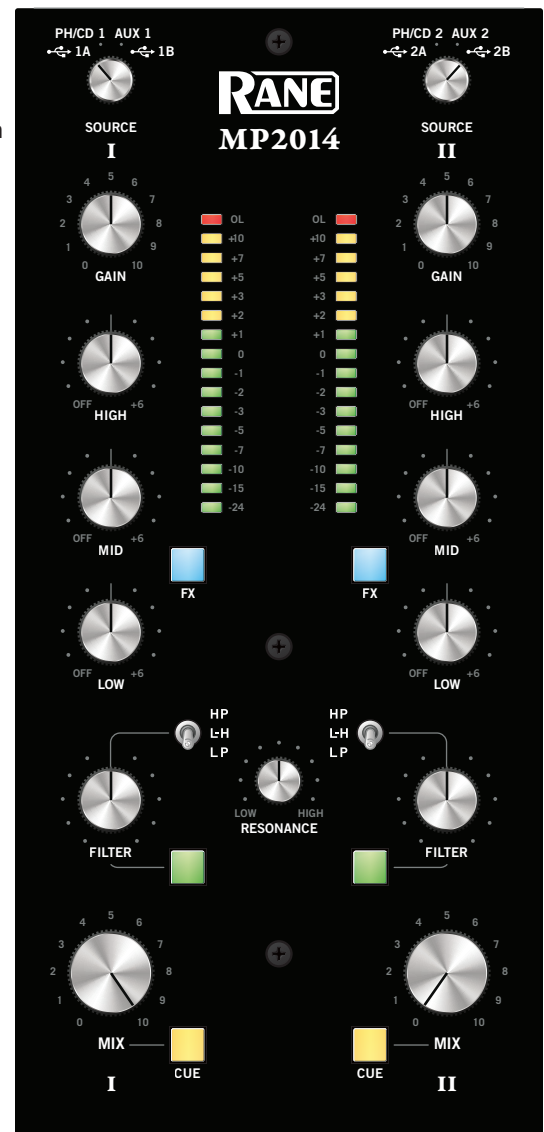 PH/CD 1 AUX 1
1A 1B
SOURCE
I
PH/CD 2 AUX 2
2A 2B
SOURCE
II
RANE
MP2014
0 1 2 3 4 5 6 7 8 9 10
GAIN
0 1 2 3 4 5 6 7 8 9 10
GAIN
OL OL
+10 +10
+7 +7
+5 +5
+3 +3
+2 +2
+1 +1
0 0
-1 -1
-2 -2
-3 -3
-5 -5
-7 -7
-10 -10
-15 -15
-24 -24
OFF +6
HIGH
OFF +6
HIGH
OFF +6
MID
OFF +6
MID
FX
FX
OFF +6
LOW
OFF +6
LOW
HP
L-H
LP
HP
L-H
LP
LOW HIGH
RESONANCE
FILTER
FILTER
0 1 2 3 4 5 6 7 8 9 10
MIX
CUE
I
0 1 2 3 4 5 6 7 8 9 10
MIX
CUE
II